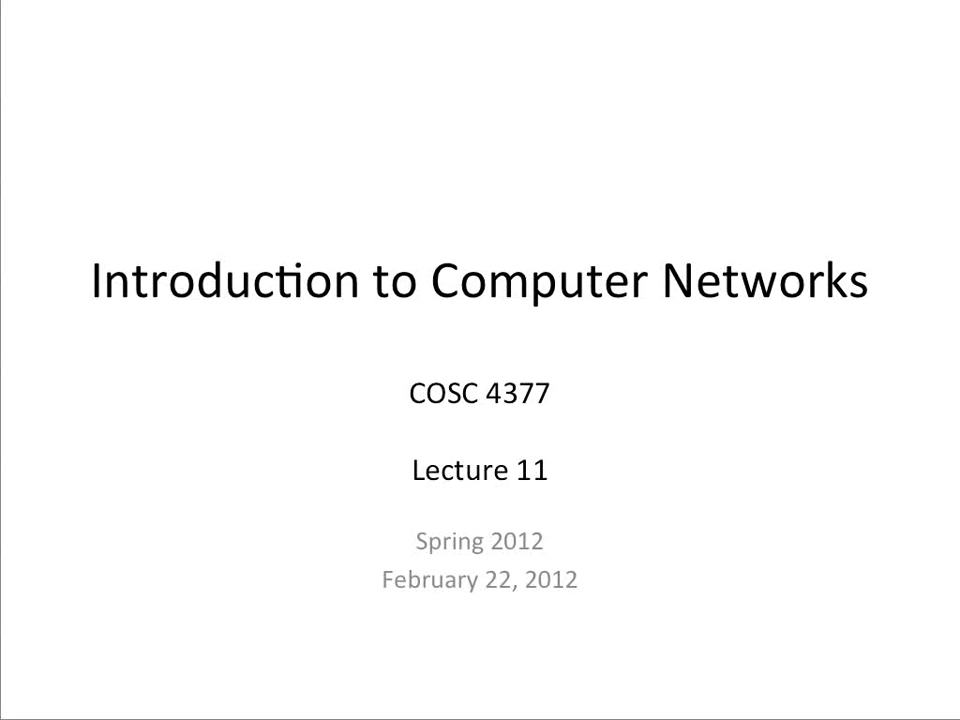 Introduction to Computer Networks
COSC 4377
Lecture 11
Spring 2012
February 22, 2012